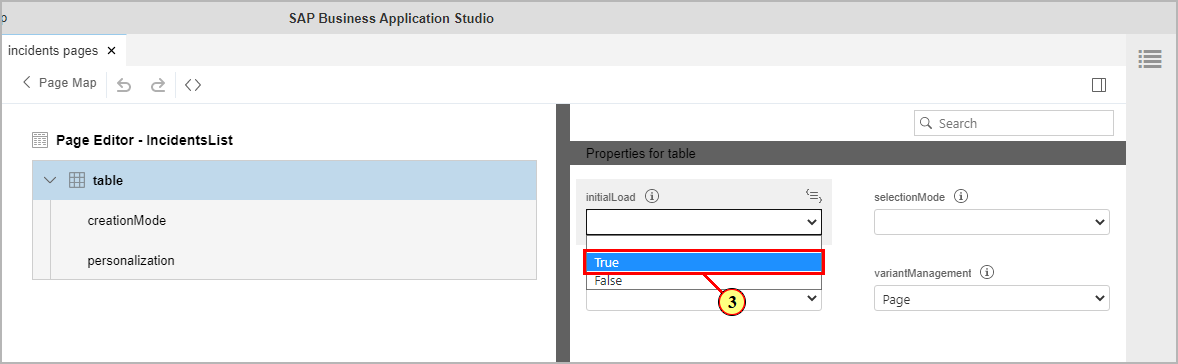 o
SAP Business Application Studio
incidents pages ×
Page Map
Search
Page Editor - IncidentsList
Properties for table
table
initialLoad
selectionMode
creationMode
personalization
True
False
variantManagement
Page
3